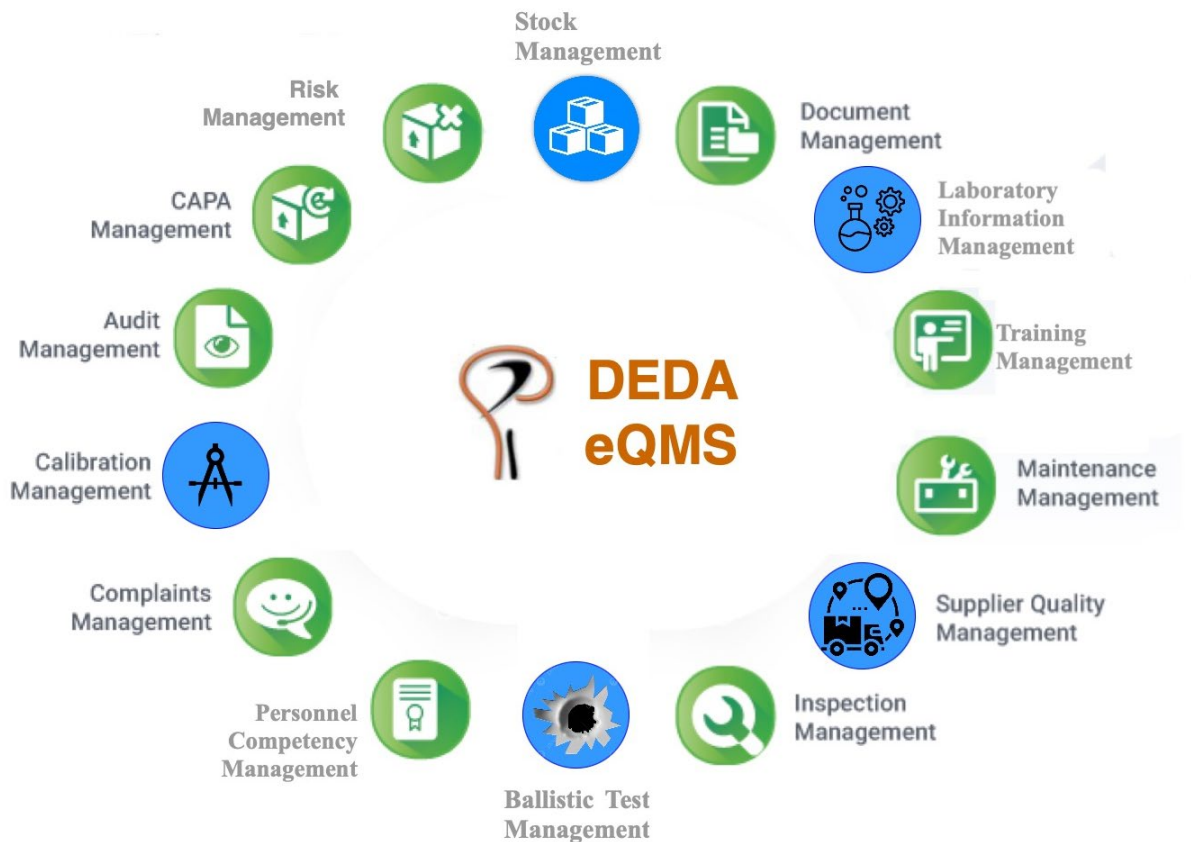 Stock
Management
Document
Management
Laboratory
Information
Management
Training
Management
Maintenance
Management
Supplier Quality
Management
Inspection
Management
Ballistic Test
Management
Personnel
Competency
Management
Complaints
Management
Calibration
Management
Audit
Management
CAPA
Management
Risk
Management
DEDA
eQMS